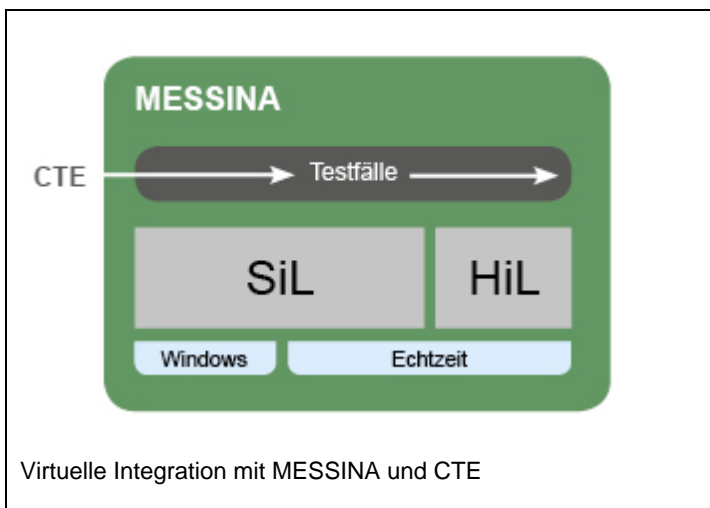 MESSINA
CTE
Testfälle
SiL
HiL
Windows
Echtzeit
Virtuelle Integration mit MESSINA und CTE